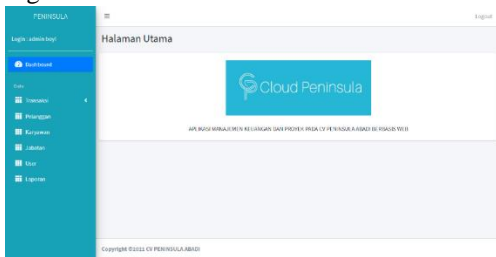 PENINSULA
Logout
Login : admin boy!
Halaman Utama
Dashboard
Data
Transaksi
Pelanggan
Karyawan
Jabatan
User
Laporan
Cloud Peninsula
APLIKASI MANAJEMEN KEUANGAN DAN PROYEK PADA CV PENINSULA ABADI BERBASIS WEB
Copyright ©2022 CV PENINSULA ABADI